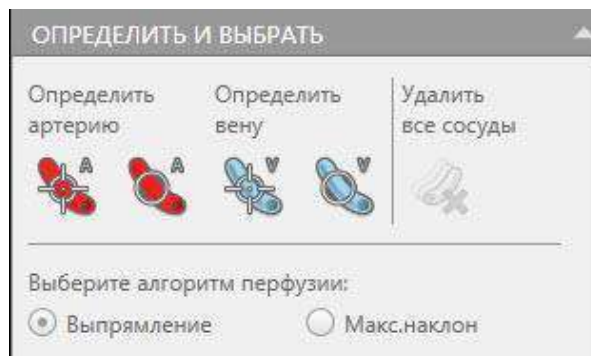 ОПРЕДЕЛИТЬ И ВЫБРАТЬ
Определить Определить Удалить
артерию вену все сосуды
A A V V
Выберите алгоритм перфузии:
Выпрямление Макс.наклон